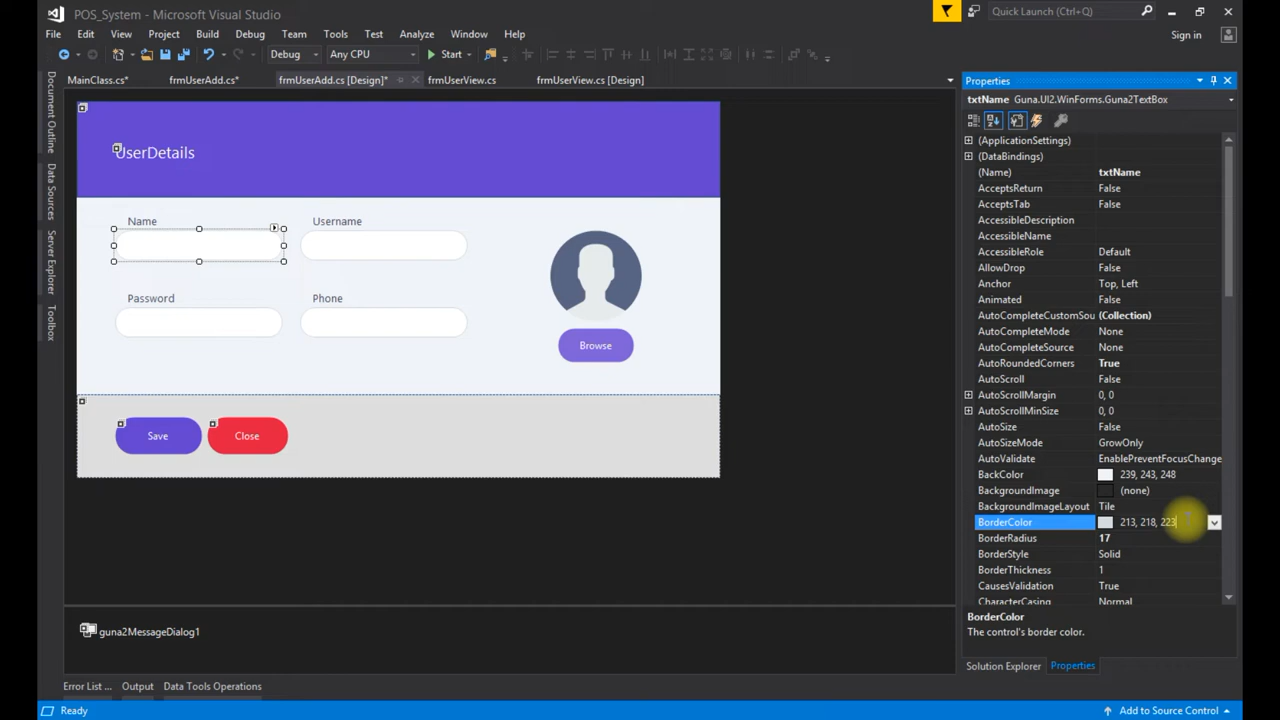 POS_System - Microsoft Visual Studio
Quick Launch (Ctrl+Q)
File Edit View Project Build Debug Team Tools Test Analyze Window Help
Sign in
Debug Any CPU Start
MainClass.cs* frmUserAdd.cs* frmUserAdd.cs [Design]* frmUserView.cs frmUserView.cs [Design]
Document Outline
Data Sources
Server Explorer
Toolbox
UserDetails
Name Username
Password Phone
Browse
Save Close
guna2MessageDialog1
Properties
txtName Guna.UI2.WinForms.Guna2TextBox
(ApplicationSettings)
(DataBindings)
(Name) txtName
AcceptsReturn False
AcceptsTab False
AccessibleDescription
AccessibleName
AccessibleRole Default
AllowDrop False
Anchor Top, Left
Animated False
AutoCompleteCustomSou (Collection)
AutoCompleteMode None
AutoCompleteSource None
AutoRoundedCorners True
AutoScroll False
AutoScrollMargin 0, 0
AutoScrollMinSize 0, 0
AutoSize False
AutoSizeMode GrowOnly
AutoValidate EnablePreventFocusChange
BackColor 239, 243, 248
BackgroundImage (none)
BackgroundImageLayout Tile
BorderColor 213, 218, 223
BorderRadius 17
BorderStyle Solid
BorderThickness 1
CausesValidation True
CharacterCasing Normal
BorderColor
The control's border color.
Solution Explorer Properties
Error List ... Output Data Tools Operations
Ready Add to Source Control